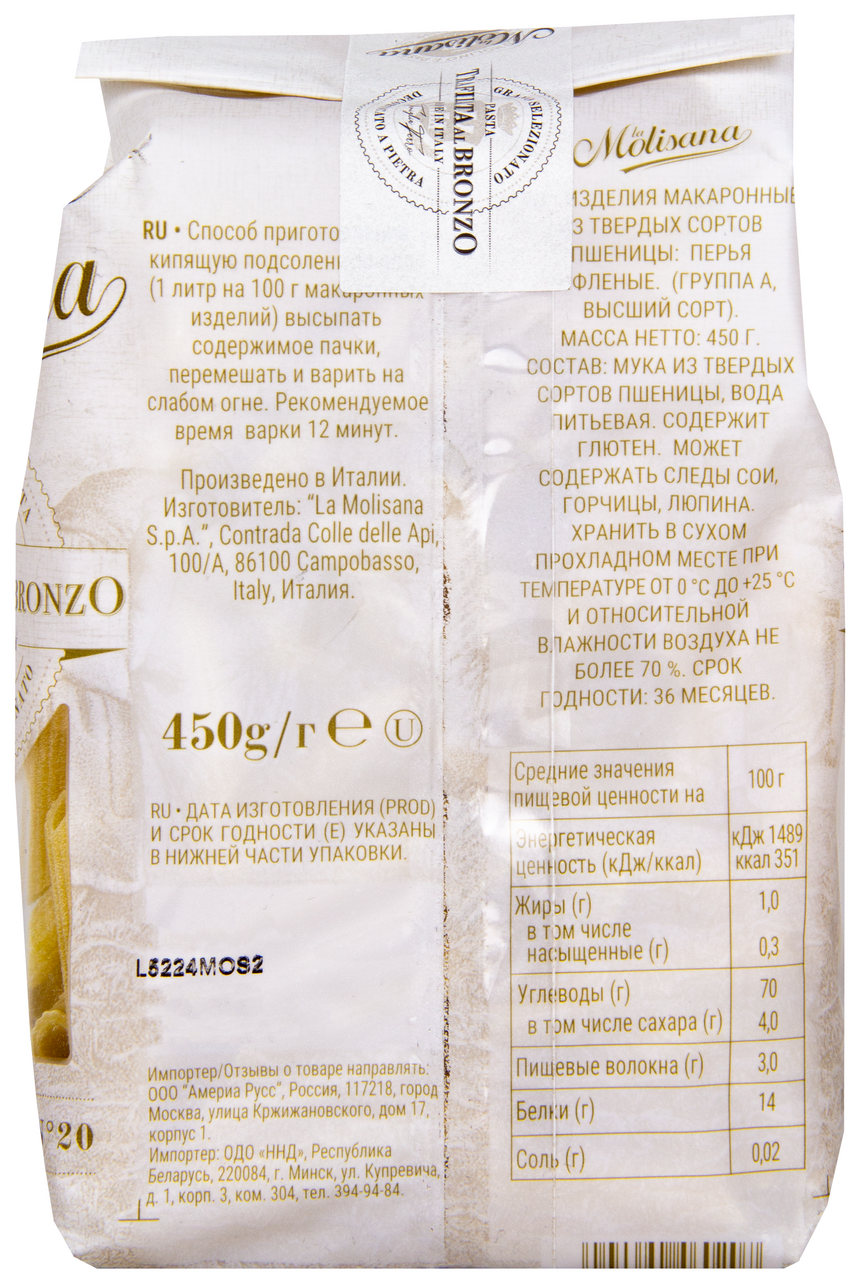 La Molisana
TRAFILATA AL BRONZO
PASTA
E IN ITALY
SELEZIONATO
O A PIETRA
la Molisana
ИЗДЕЛИЯ МАКАРОННЫЕ
З ТВЕРДЫХ СОРТОВ
ПШЕНИЦЫ: ПЕРЬЯ
ФЛЕНЫЕ. (ГРУППА А,
ВЫСШИЙ СОРТ).
МАССА НЕТТО: 450 Г.
СОСТАВ: МУКА ИЗ ТВЕРДЫХ
СОРТОВ ПШЕНИЦЫ, ВОДА
ПИТЬЕВАЯ. СОДЕРЖИТ
ГЛЮТЕН. МОЖЕТ
СОДЕРЖАТЬ СЛЕДЫ СОИ,
ГОРЧИЦЫ, ЛЮПИНА.
ХРАНИТЬ В СУХОМ
ПРОХЛАДНОМ МЕСТЕ ПРИ
ТЕМПЕРАТУРЕ ОТ 0 °C ДО +25 °C
И ОТНОСИТЕЛЬНОЙ
ВЛАЖНОСТИ ВОЗДУХА НЕ
БОЛЕЕ 70 %. СРОК
ГОДНОСТИ: 36 МЕСЯЦЕВ.
RU • Способ пригото
кипящую подсолен
(1 литр на 100 г макаронных
изделий) высыпать
содержимое пачки,
перемешать и варить на
слабом огне. Рекомендуемое
время варки 12 минут.
Произведено в Италии.
Изготовитель: “La Molisana
S.p.A.”, Contrada Colle delle Api,
100/A, 86100 Campobasso,
Italy, Италия.
a
BRONZO
450g/г ℮ U
RU • ДАТА ИЗГОТОВЛЕНИЯ (PROD)
И СРОК ГОДНОСТИ (E) УКАЗАНЫ
В НИЖНЕЙ ЧАСТИ УПАКОВКИ.
L5224MOS2
Импортер/Отзывы о товаре направлять:
ООО “Америа Русс”, Россия, 117218, город
Москва, улица Кржижановского, дом 17,
корпус 1.
Импортер: ОДО «ННД», Республика
Беларусь, 220084, г. Минск, ул. Купревича,
д. 1, корп. 3, ком. 304, тел. 394-94-84.
N°20
Средние значения
пищевой ценности на 100 г
Энергетическая кДж 1489
ценность (кДж/ккал) ккал 351
Жиры (г) 1,0
в том числе
насыщенные (г) 0,3
Углеводы (г) 70
в том числе сахара (г) 4,0
Пищевые волокна (г) 3,0
Белки (г) 14
Соль (г) 0,02